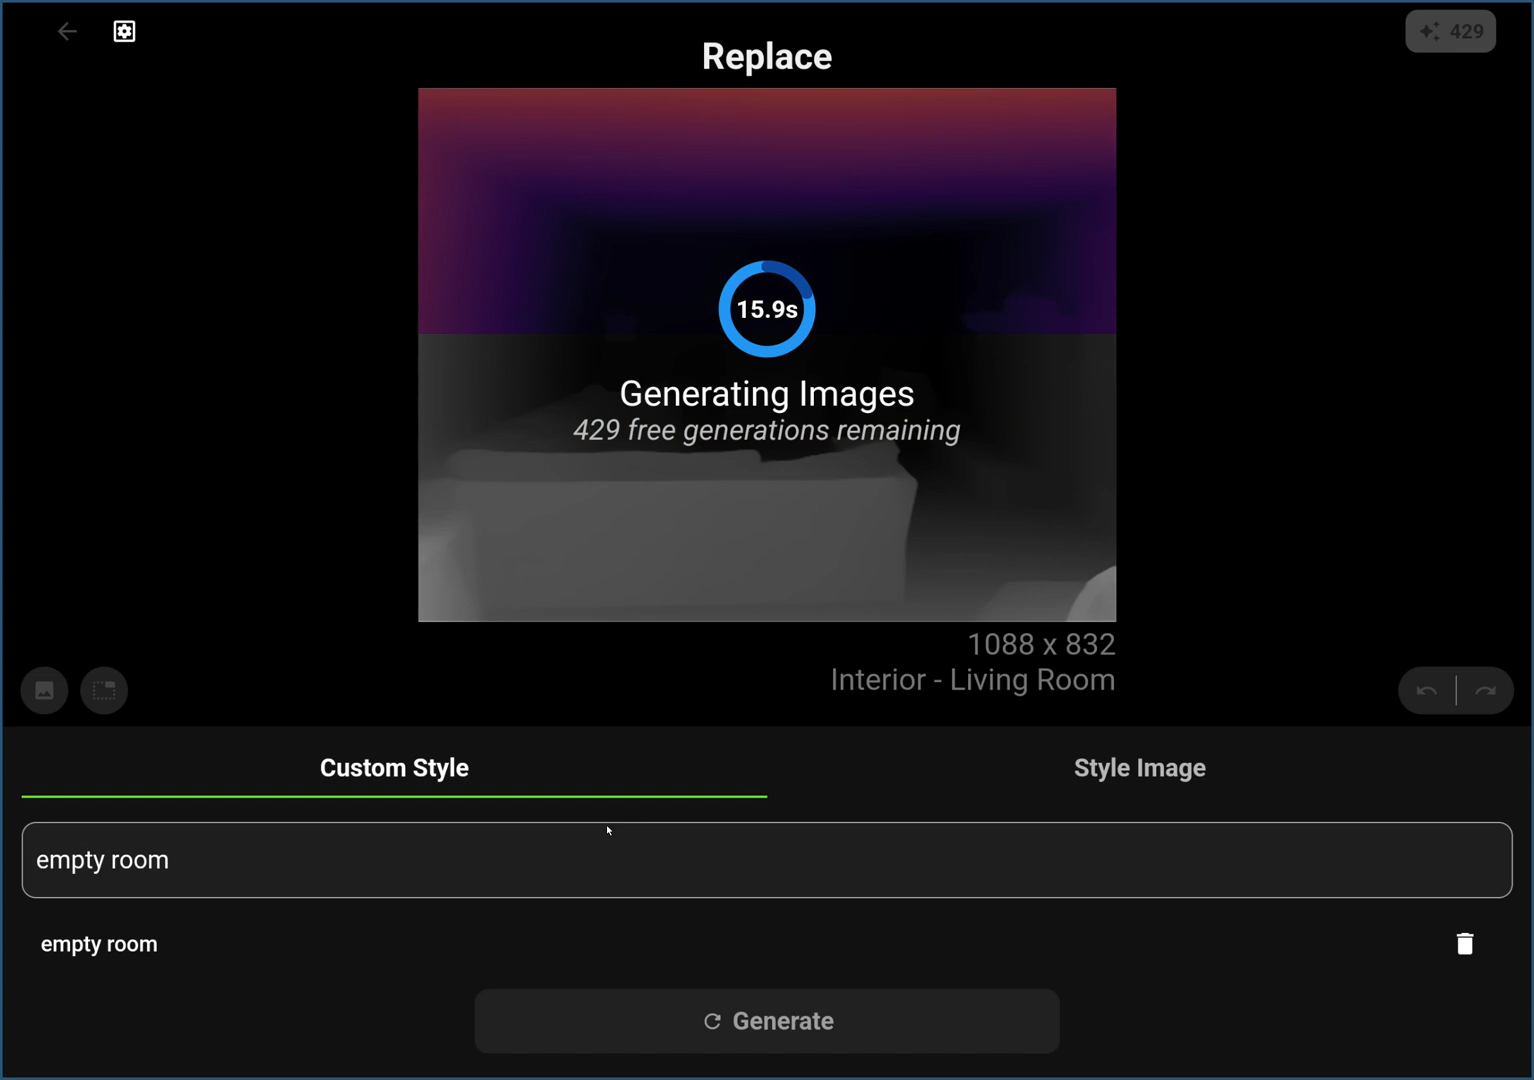 429
Replace
15.9s
Generating Images
429 free generations remaining
1088 x 832
Interior - Living Room
Custom Style
Style Image
empty room
empty room
Generate